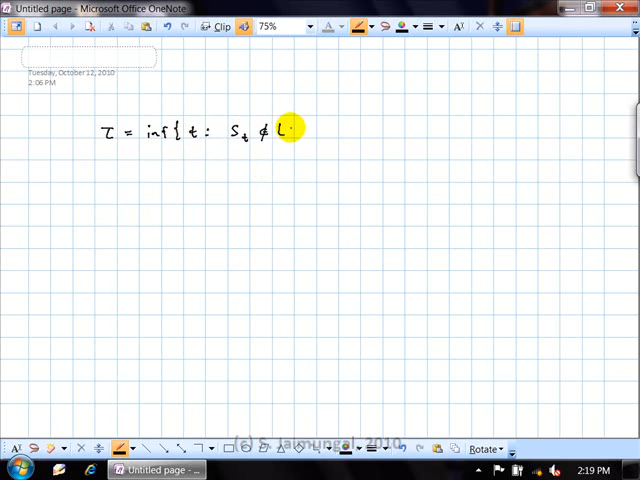 Untitled page - Microsoft Office OneNote
Clip
75%
Tuesday, October 12, 2010
2:06 PM
τ = inf{ t : S_t ∉ (
(c) S. Jaimungal, 2010
Rotate
Untitled page - ...
2:19 PM